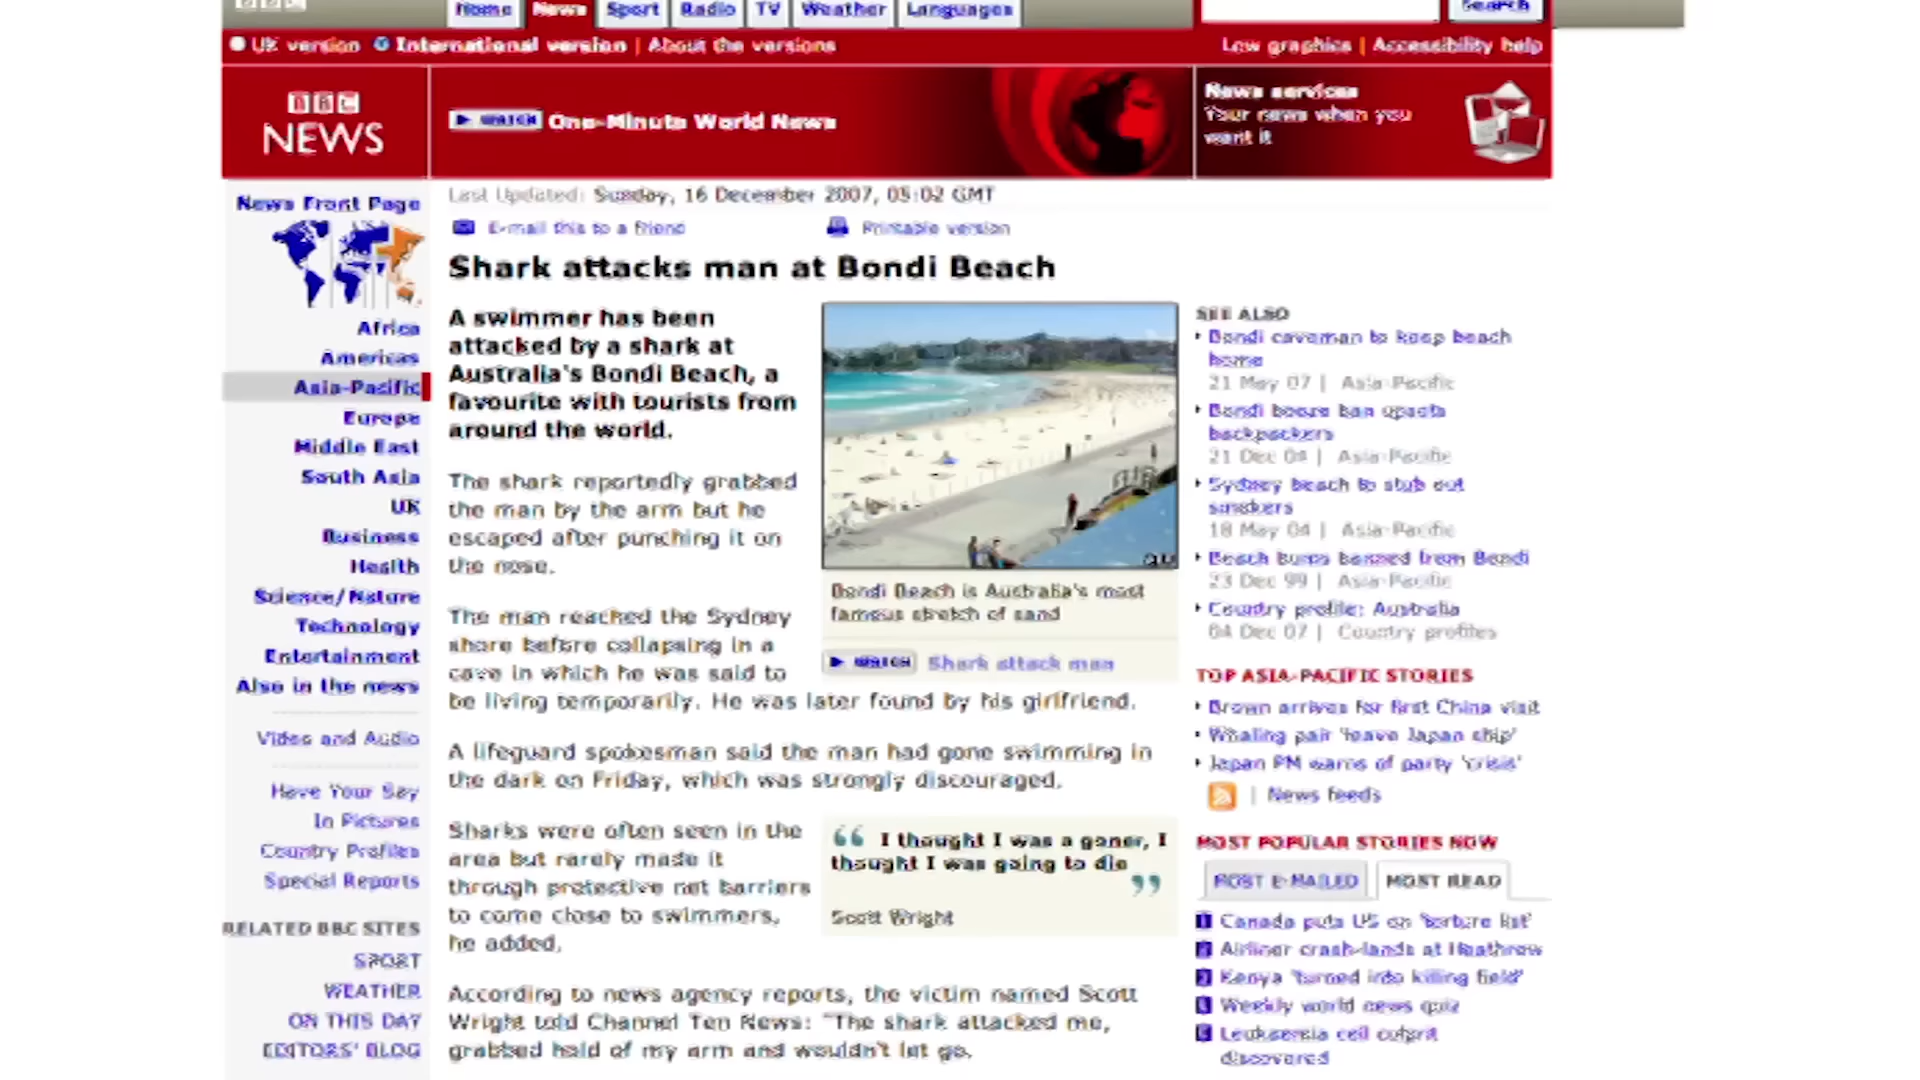 BBC
Home News Sport Radio TV Weather Languages
Search
UK version International version | About the versions
Low graphics | Accessibility help
BBC
NEWS
WATCH One-Minute World News
News services
Your news when you
want it
Last Updated: Sunday, 16 December 2007, 05:02 GMT
E-mail this to a friend
Printable version
Shark attacks man at Bondi Beach
A swimmer has been
attacked by a shark at
Australia's Bondi Beach, a
favourite with tourists from
around the world.
The shark reportedly grabbed
the man by the arm but he
escaped after punching it on
the nose.
The man reached the Sydney
shore before collapsing in a
cave in which he was said to
be living temporarily. He was later found by his girlfriend.
A lifeguard spokesman said the man had gone swimming in
the dark on Friday, which was strongly discouraged.
Sharks were often seen in the
area but rarely made it
through protective net barriers
to come close to swimmers,
he added.
According to news agency reports, the victim named Scott
Wright told Channel Ten News: "The shark attacked me,
grabbed hold of my arm and wouldn't let go.
Bondi Beach is Australia's most
famous stretch of sand
WATCH Shark attack man
“ I thought I was a goner, I
thought I was going to die ”
Scott Wright
News Front Page
Africa
Americas
Asia-Pacific
Europe
Middle East
South Asia
UK
Business
Health
Science/Nature
Technology
Entertainment
Also in the news
Video and Audio
Have Your Say
In Pictures
Country Profiles
Special Reports
RELATED BBC SITES
SPORT
WEATHER
ON THIS DAY
EDITORS' BLOG
SEE ALSO
Bondi caveman to keep beach
home
21 May 07 | Asia-Pacific
Bondi booze ban upsets
backpackers
21 Dec 04 | Asia-Pacific
Sydney beach to stub out
smokers
18 May 04 | Asia-Pacific
Beach bums banned from Bondi
23 Dec 99 | Asia-Pacific
Country profile: Australia
04 Dec 07 | Country profiles
TOP ASIA-PACIFIC STORIES
Brown arrives for first China visit
Whaling pair 'leave Japan ship'
Japan PM warns of party 'crisis'
| News feeds
MOST POPULAR STORIES NOW
MOST E-MAILED MOST READ
1 Canada puts US on 'torture list'
2 Airliner crash-lands at Heathrow
3 Kenya 'turned into killing field'
4 Weekly world news quiz
5 Leukaemia cell culprit
discovered